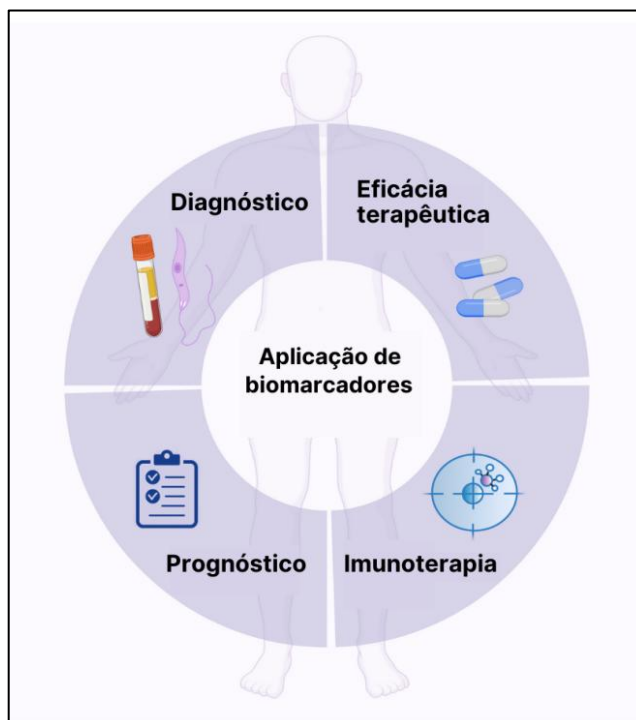 Diagnóstico
Eficácia
terapêutica
Aplicação de
biomarcadores
Prognóstico
Imunoterapia